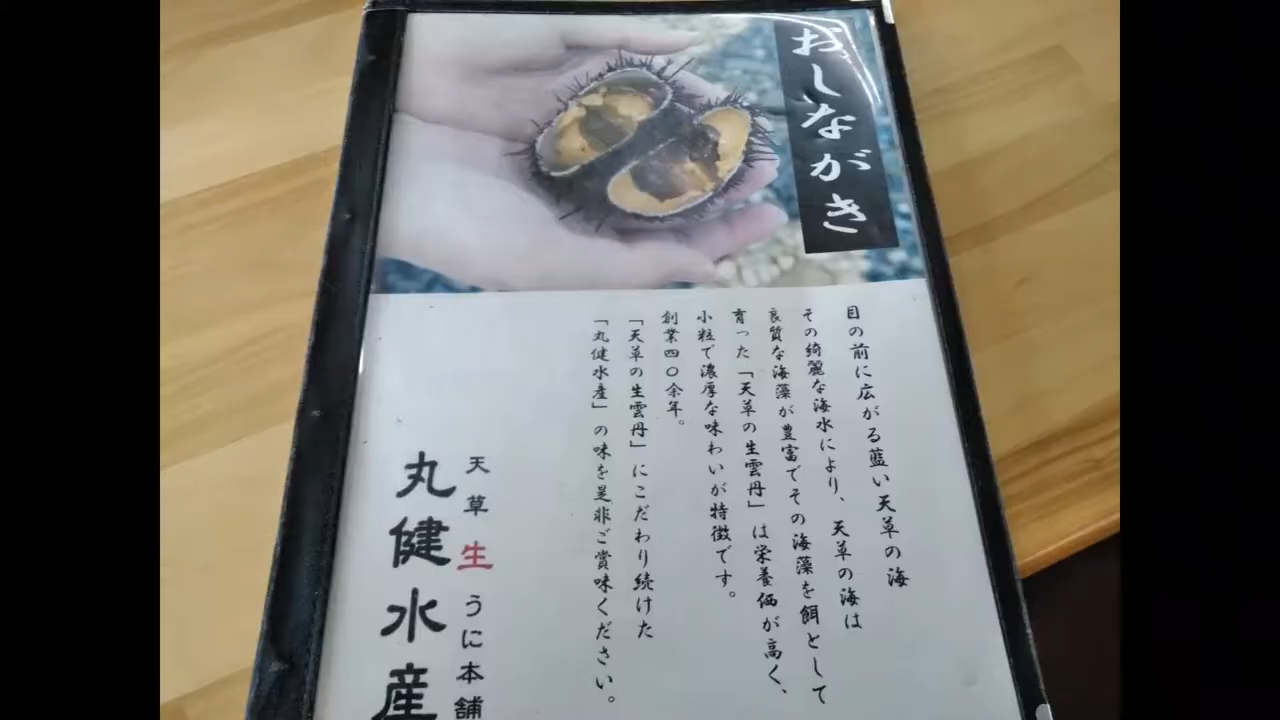 おしながき
目の前に広がる藍い天草の海
その綺麗な海水により、天草の海は
良質な海藻が豊富でその海藻を餌として
育った「天草の生雲丹」は栄養価が高く、
小粒で濃厚な味わいが特徴です。
創業四〇余年。
「天草の生雲丹」にこだわり続けた
「丸健水産」の味を是非ご賞味ください。
天草生うに本舗
丸健水産